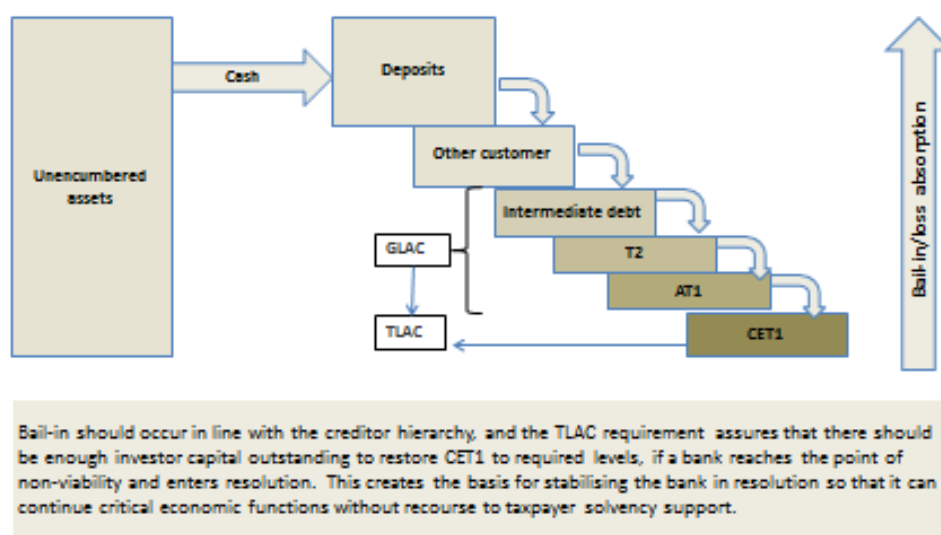 Cash
Deposits
Other customer
Unencumbered
assets
Intermediate debt
GLAC
T2
AT1
TLAC
CET1
Bail-in/loss absorption
Bail-in should occur in line with the creditor hierarchy, and the TLAC requirement assures that there should
be enough investor capital outstanding to restore CET1 to required levels, if a bank reaches the point of
non-viability and enters resolution. This creates the basis for stabilising the bank in resolution so that it can
continue critical economic functions without recourse to taxpayer solvency support.